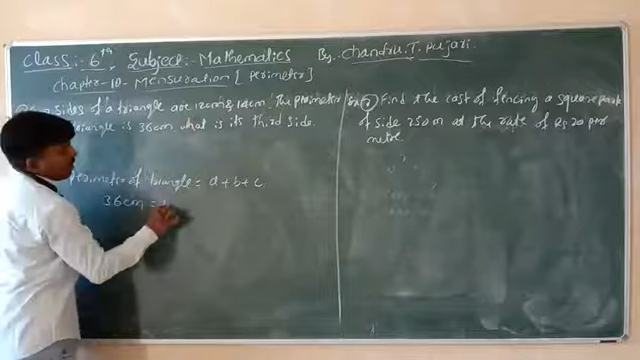 Class:- 6th, Subject:- Mathematics By:- Chandru. T. Pujari.
Chapter-10- Mensuration [Perimeter]
sides of a triangle are 12cm & 14cm. The perimeter
triangle is 36cm what is its third side.
Perimeter of triangle = a + b + c.
36cm =
Find the cost of fencing a square park
of side 250m at the rate of Rs 20 per
metre.